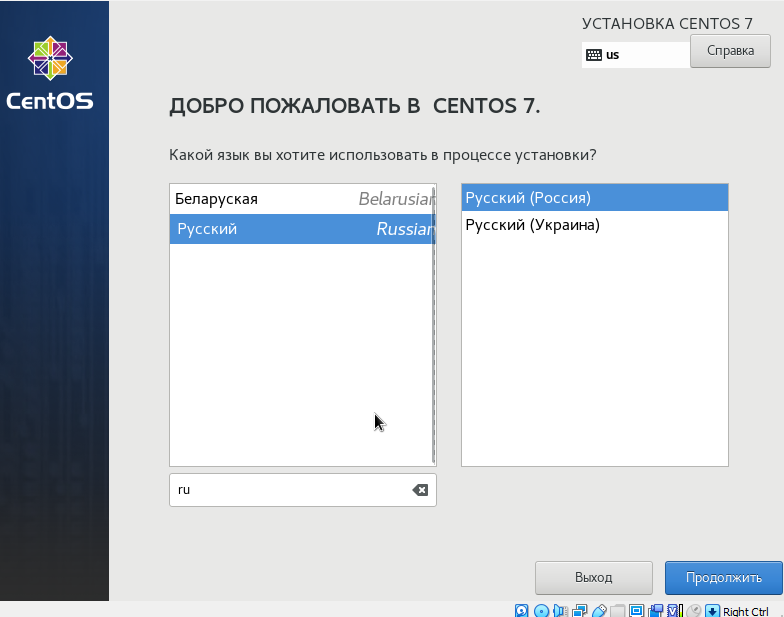 CentOS
УСТАНОВКА CENTOS 7
us
Справка
ДОБРО ПОЖАЛОВАТЬ В CENTOS 7.
Какой язык вы хотите использовать в процессе установки?
Беларуская Belarusian
Русский Russian
Русский (Россия)
Русский (Украина)
ru
Выход
Продолжить
Right Ctrl